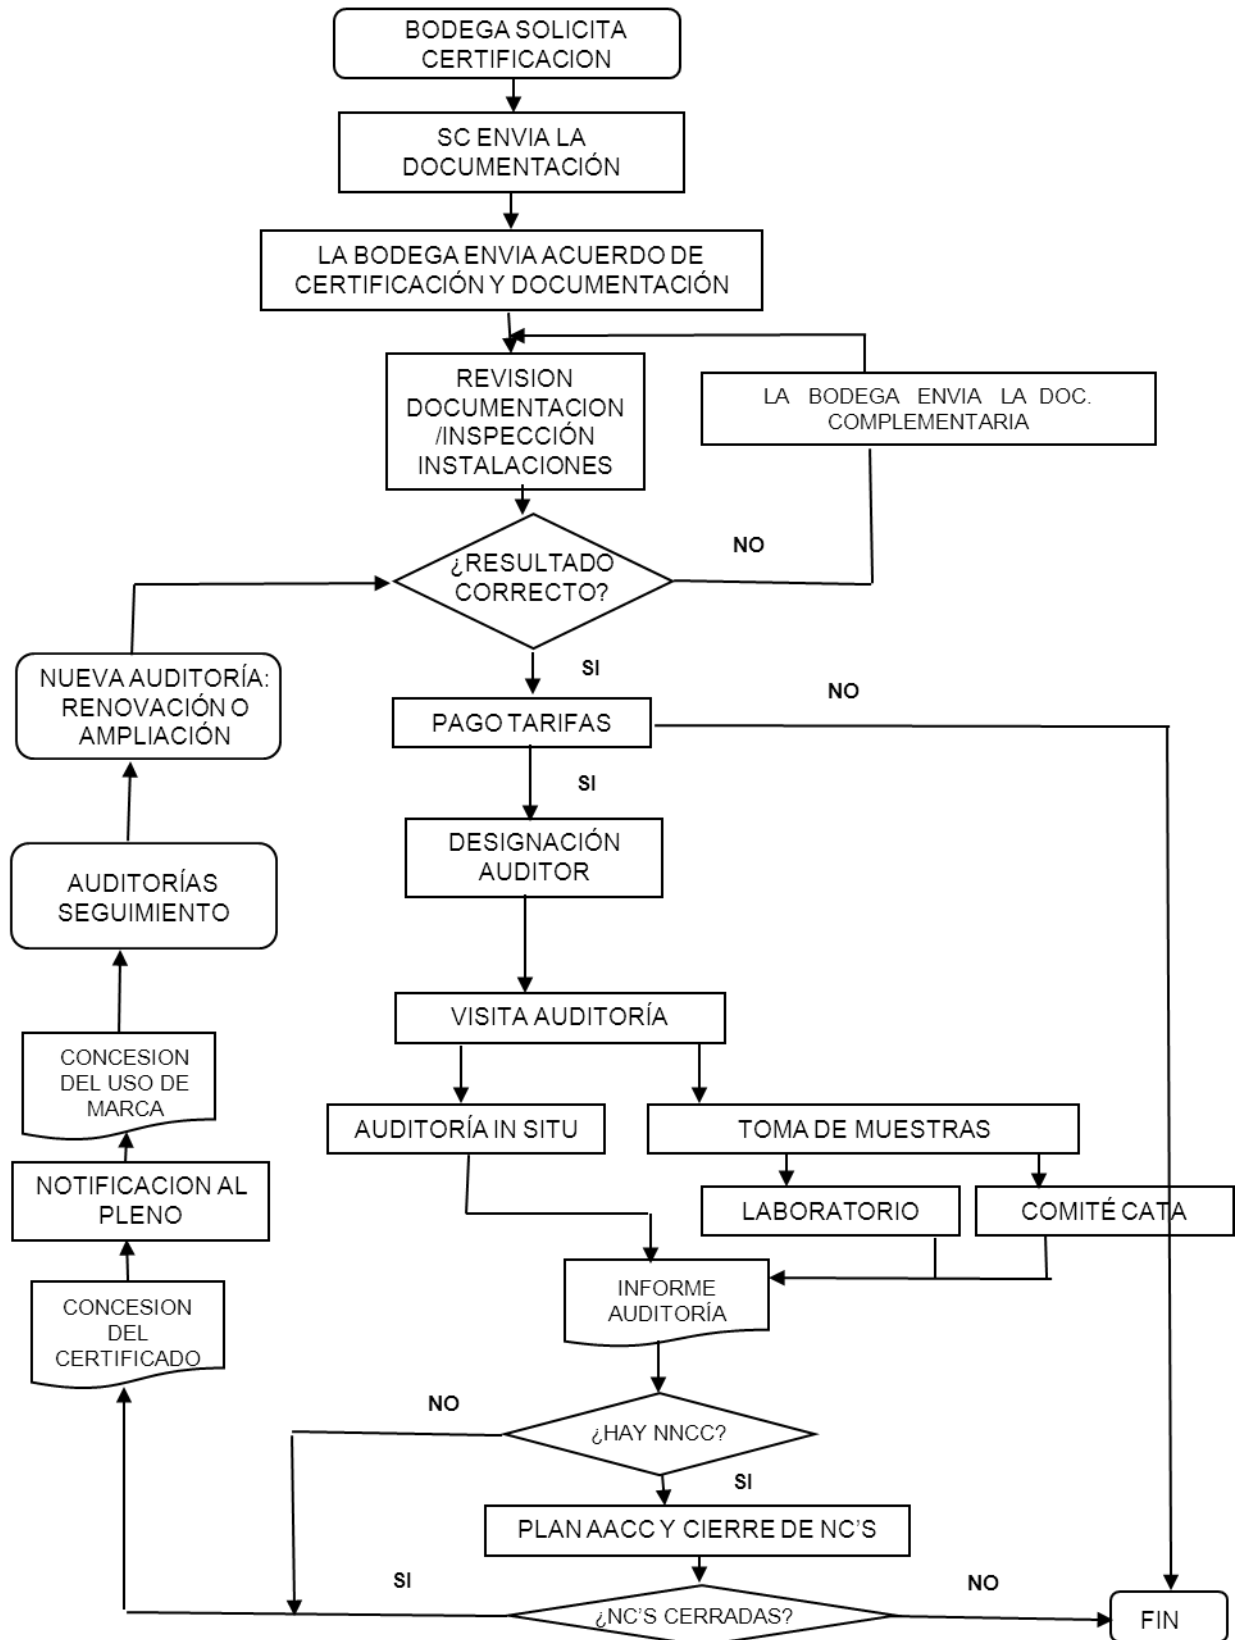 BODEGA SOLICITA
CERTIFICACION
SC ENVIA LA
DOCUMENTACIÓN
LA BODEGA ENVIA ACUERDO DE
CERTIFICACIÓN Y DOCUMENTACIÓN
REVISION
DOCUMENTACION
/INSPECCIÓN
INSTALACIONES
LA BODEGA ENVIA LA DOC.
COMPLEMENTARIA
¿RESULTADO
CORRECTO?
NO
SI
NUEVA AUDITORÍA:
RENOVACIÓN O
AMPLIACIÓN
PAGO TARIFAS
NO
SI
DESIGNACIÓN
AUDITOR
AUDITORÍAS
SEGUIMIENTO
VISITA AUDITORÍA
CONCESION
DEL USO DE
MARCA
AUDITORÍA IN SITU
TOMA DE MUESTRAS
NOTIFICACION AL
PLENO
LABORATORIO
COMITÉ CATA
CONCESION
DEL
CERTIFICADO
INFORME
AUDITORÍA
NO
¿HAY NNCC?
SI
PLAN AACC Y CIERRE DE NC'S
SI
¿NC'S CERRADAS?
NO
FIN